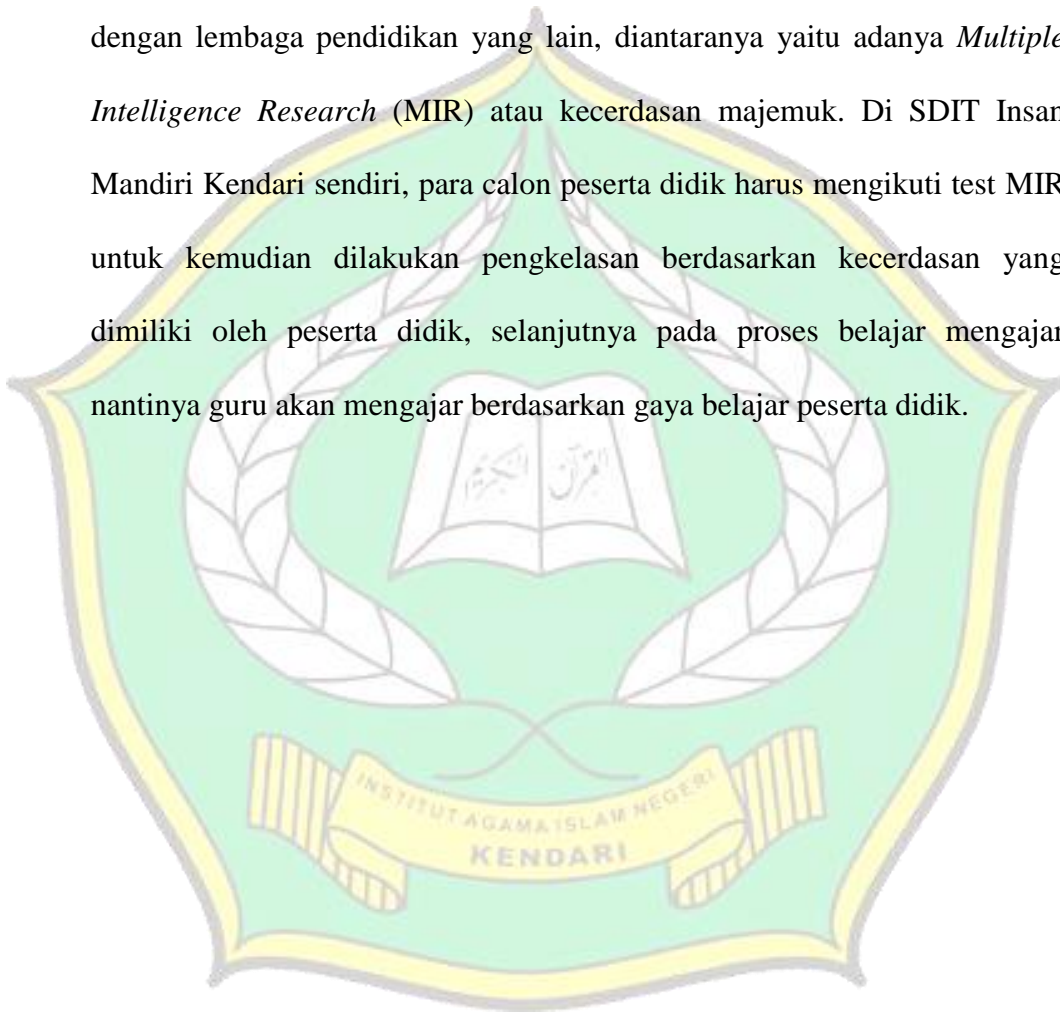 dengan lembaga pendidikan yang lain, diantaranya yaitu adanya Multiple
Intelligence Research (MIR) atau kecerdasan majemuk. Di SDIT Insan
Mandiri Kendari sendiri, para calon peserta didik harus mengikuti test MIR
untuk kemudian dilakukan pengkelasan berdasarkan kecerdasan yang
dimiliki oleh peserta didik, selanjutnya pada proses belajar mengajar
nantinya guru akan mengajar berdasarkan gaya belajar peserta didik.
القرآن الكريم
INSTITUT AGAMA ISLAM NEGERI
KENDARI